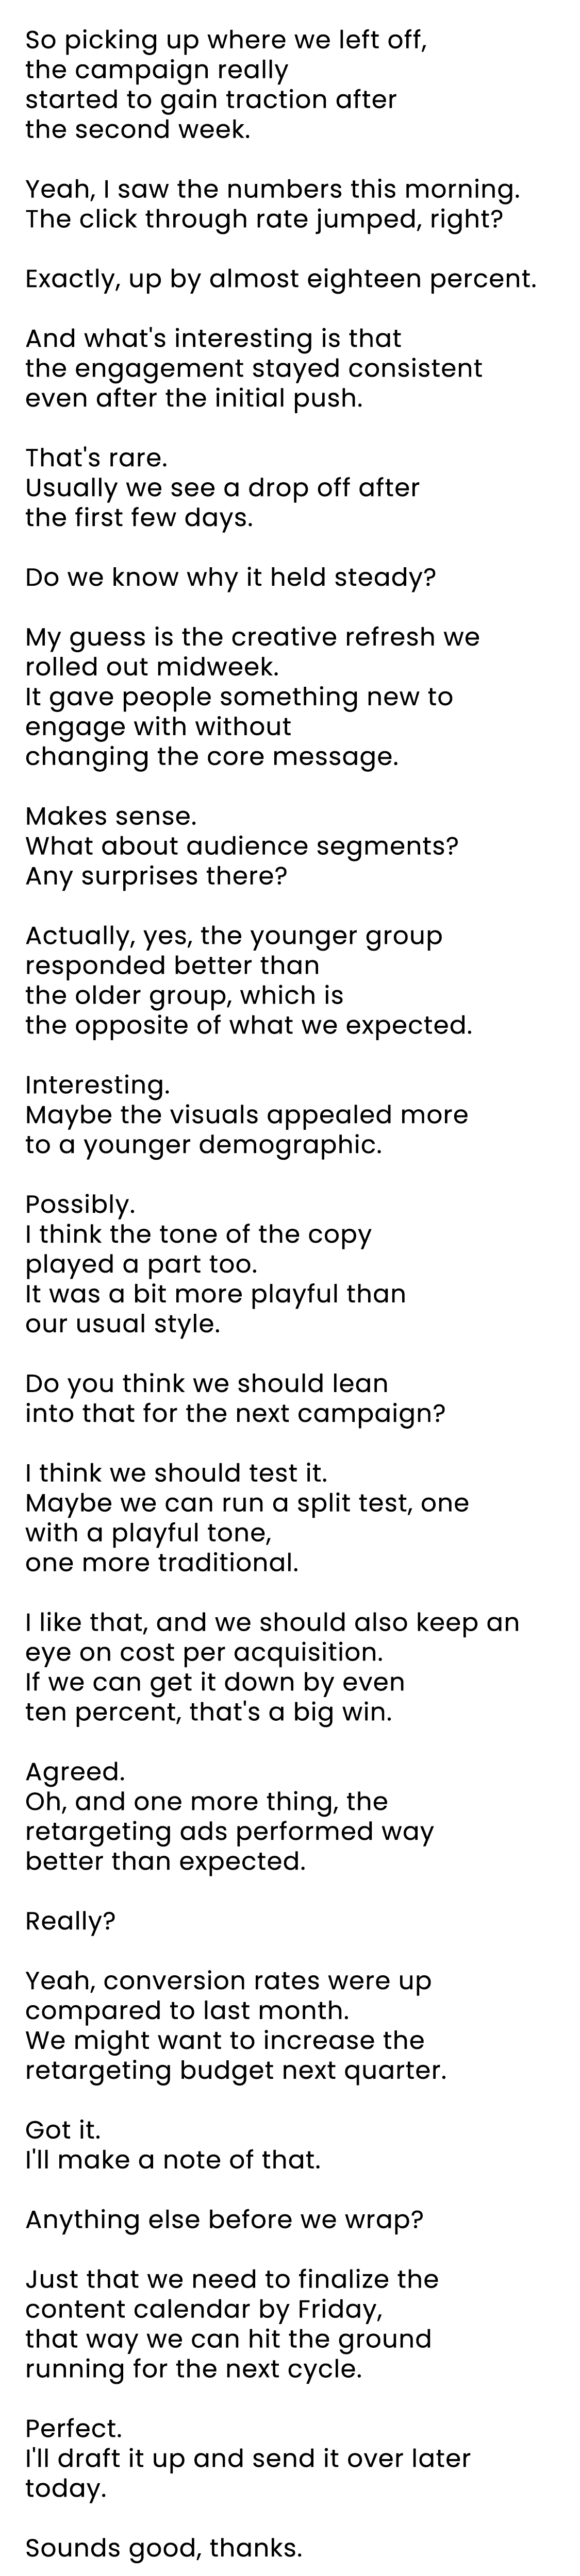 So picking up where we left off,
the campaign really
started to gain traction after
the second week.

Yeah, I saw the numbers this morning.
The click through rate jumped, right?

Exactly, up by almost eighteen percent.

And what's interesting is that
the engagement stayed consistent
even after the initial push.

That's rare.
Usually we see a drop off after
the first few days.

Do we know why it held steady?

My guess is the creative refresh we
rolled out midweek.
It gave people something new to
engage with without
changing the core message.

Makes sense.
What about audience segments?
Any surprises there?

Actually, yes, the younger group
responded better than
the older group, which is
the opposite of what we expected.

Interesting.
Maybe the visuals appealed more
to a younger demographic.

Possibly.
I think the tone of the copy
played a part too.
It was a bit more playful than
our usual style.

Do you think we should lean
into that for the next campaign?

I think we should test it.
Maybe we can run a split test, one
with a playful tone,
one more traditional.

I like that, and we should also keep an
eye on cost per acquisition.
If we can get it down by even
ten percent, that's a big win.

Agreed.
Oh, and one more thing, the
retargeting ads performed way
better than expected.

Really?

Yeah, conversion rates were up
compared to last month.
We might want to increase the
retargeting budget next quarter.

Got it.
I'll make a note of that.

Anything else before we wrap?

Just that we need to finalize the
content calendar by Friday,
that way we can hit the ground
running for the next cycle.

Perfect.
I'll draft it up and send it over later
today.

Sounds good, thanks.